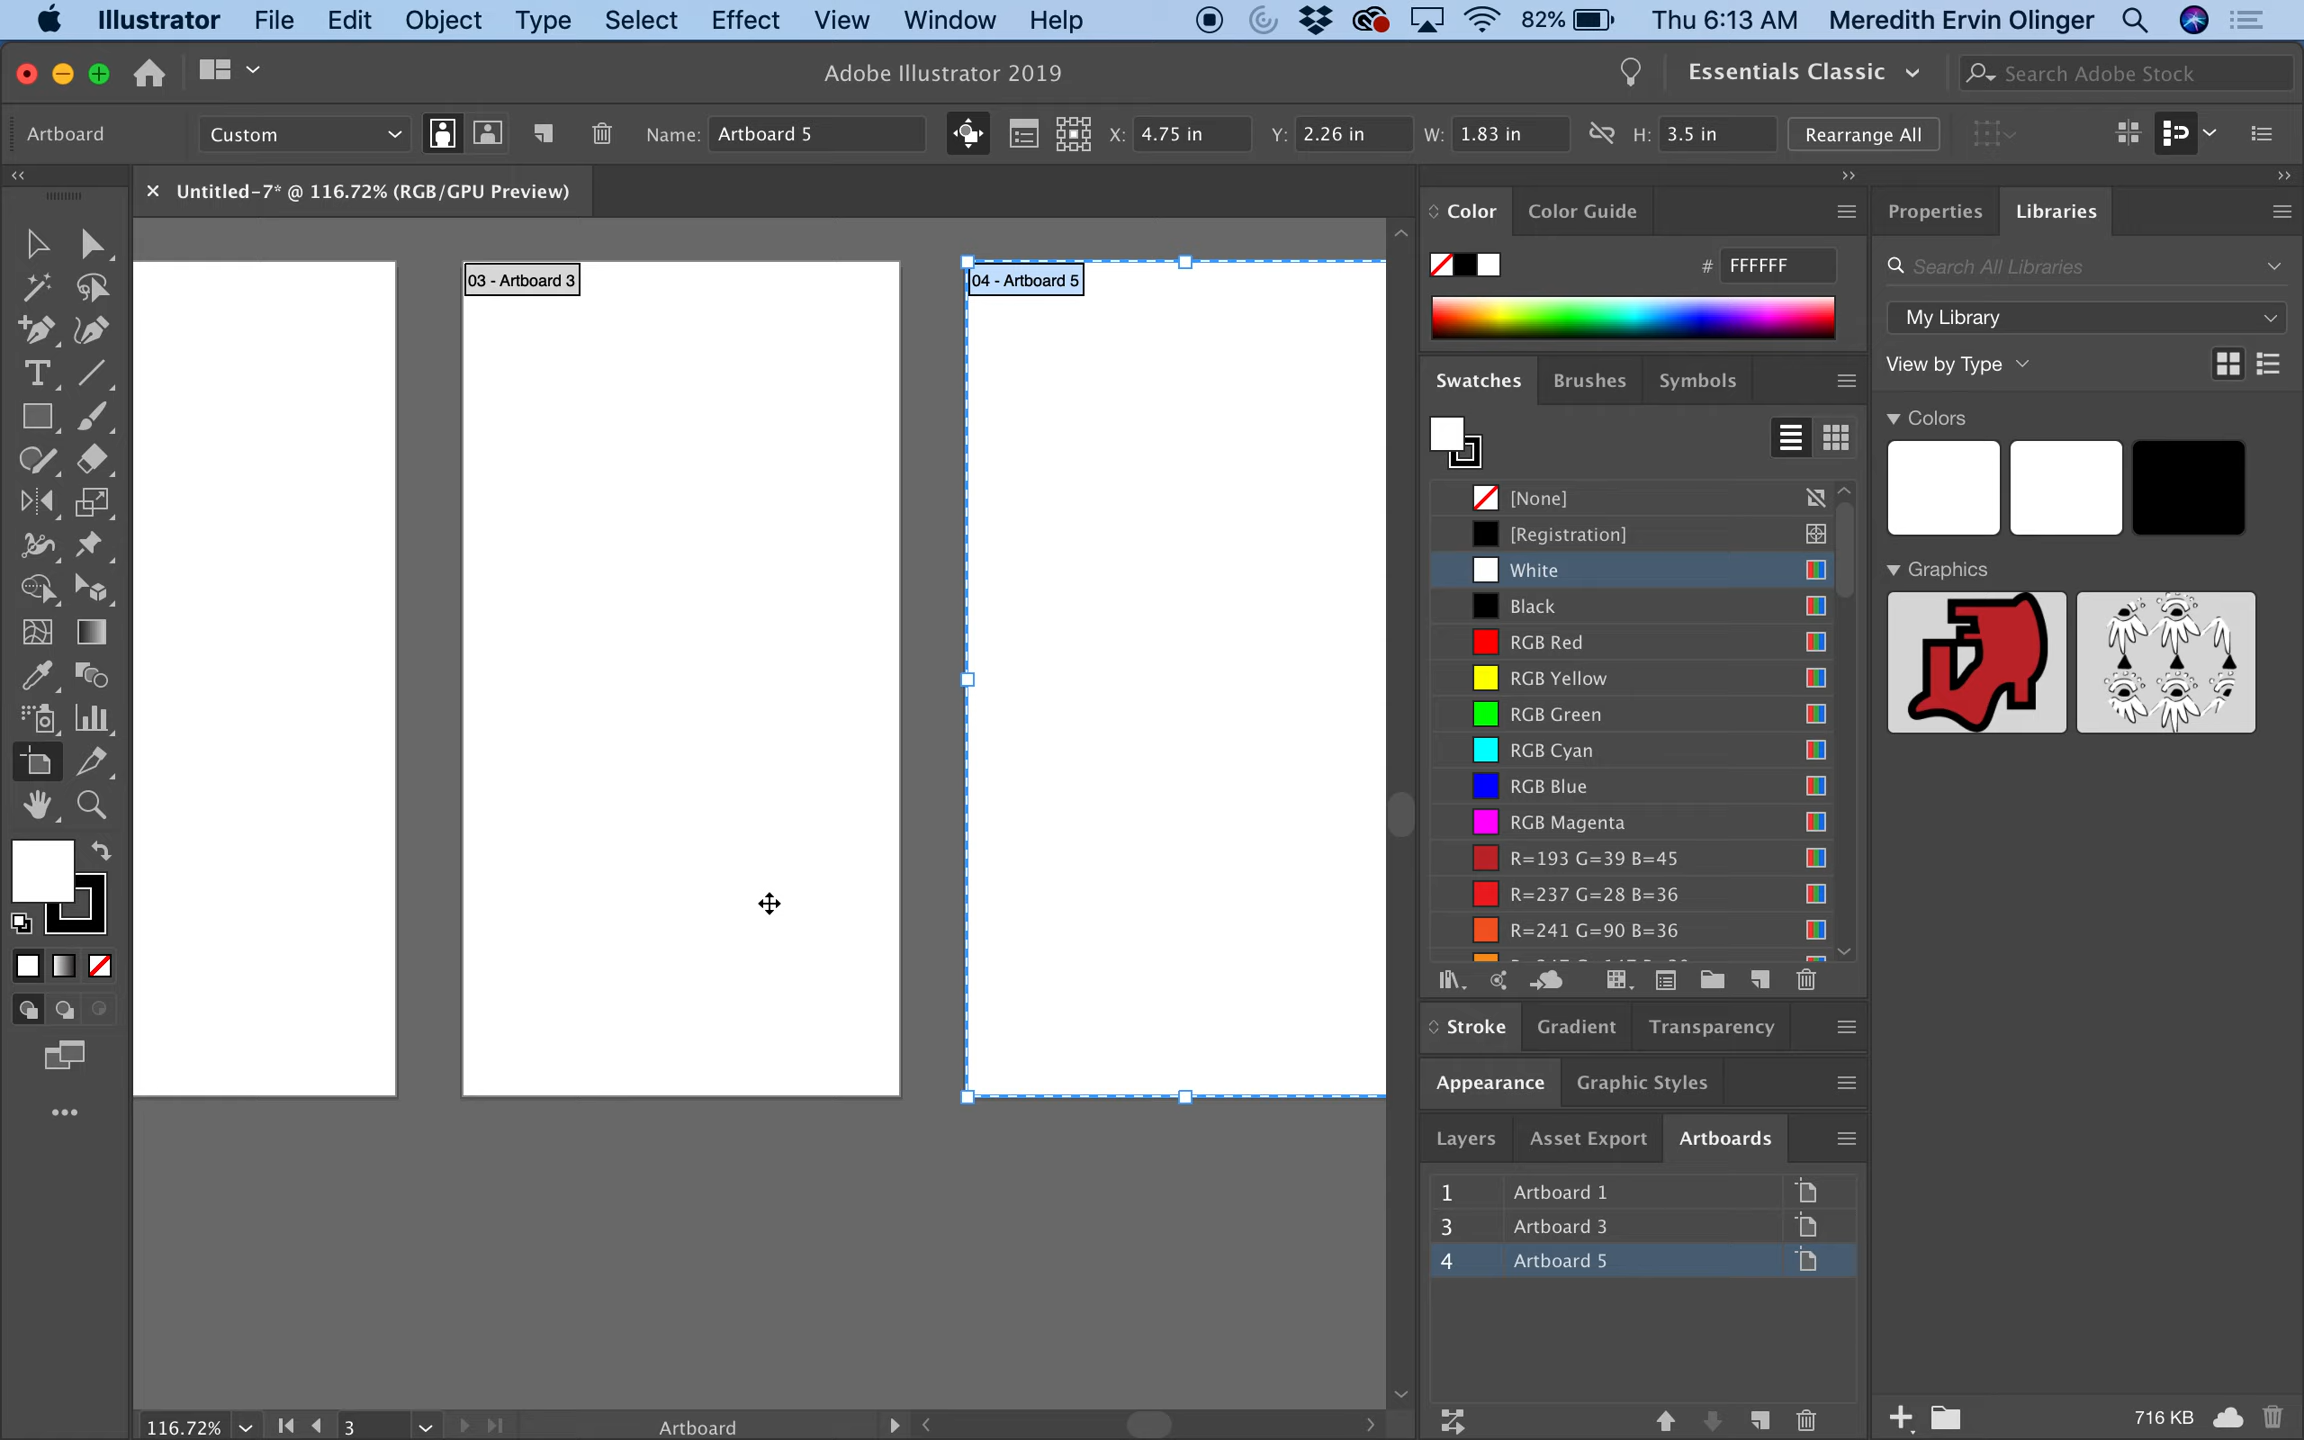 Illustrator File Edit Object Type Select Effect View Window Help 82% Thu 6:13 AM Meredith Ervin Olinger
Adobe Illustrator 2019 Essentials Classic Search Adobe Stock
Artboard Custom Name: Artboard 5 X: 4.75 in Y: 2.26 in W: 1.83 in H: 3.5 in Rearrange All
Untitled-7* @ 116.72% (RGB/GPU Preview)
03 - Artboard 3
04 - Artboard 5
Color Color Guide
# FFFFFF
Swatches Brushes Symbols
[None]
[Registration]
White
Black
RGB Red
RGB Yellow
RGB Green
RGB Cyan
RGB Blue
RGB Magenta
R=193 G=39 B=45
R=237 G=28 B=36
R=241 G=90 B=36
Stroke Gradient Transparency
Appearance Graphic Styles
Layers Asset Export Artboards
1 Artboard 1
3 Artboard 3
4 Artboard 5
Properties Libraries
Search All Libraries
My Library
View by Type
Colors
Graphics
716 KB
116.72% 3 Artboard